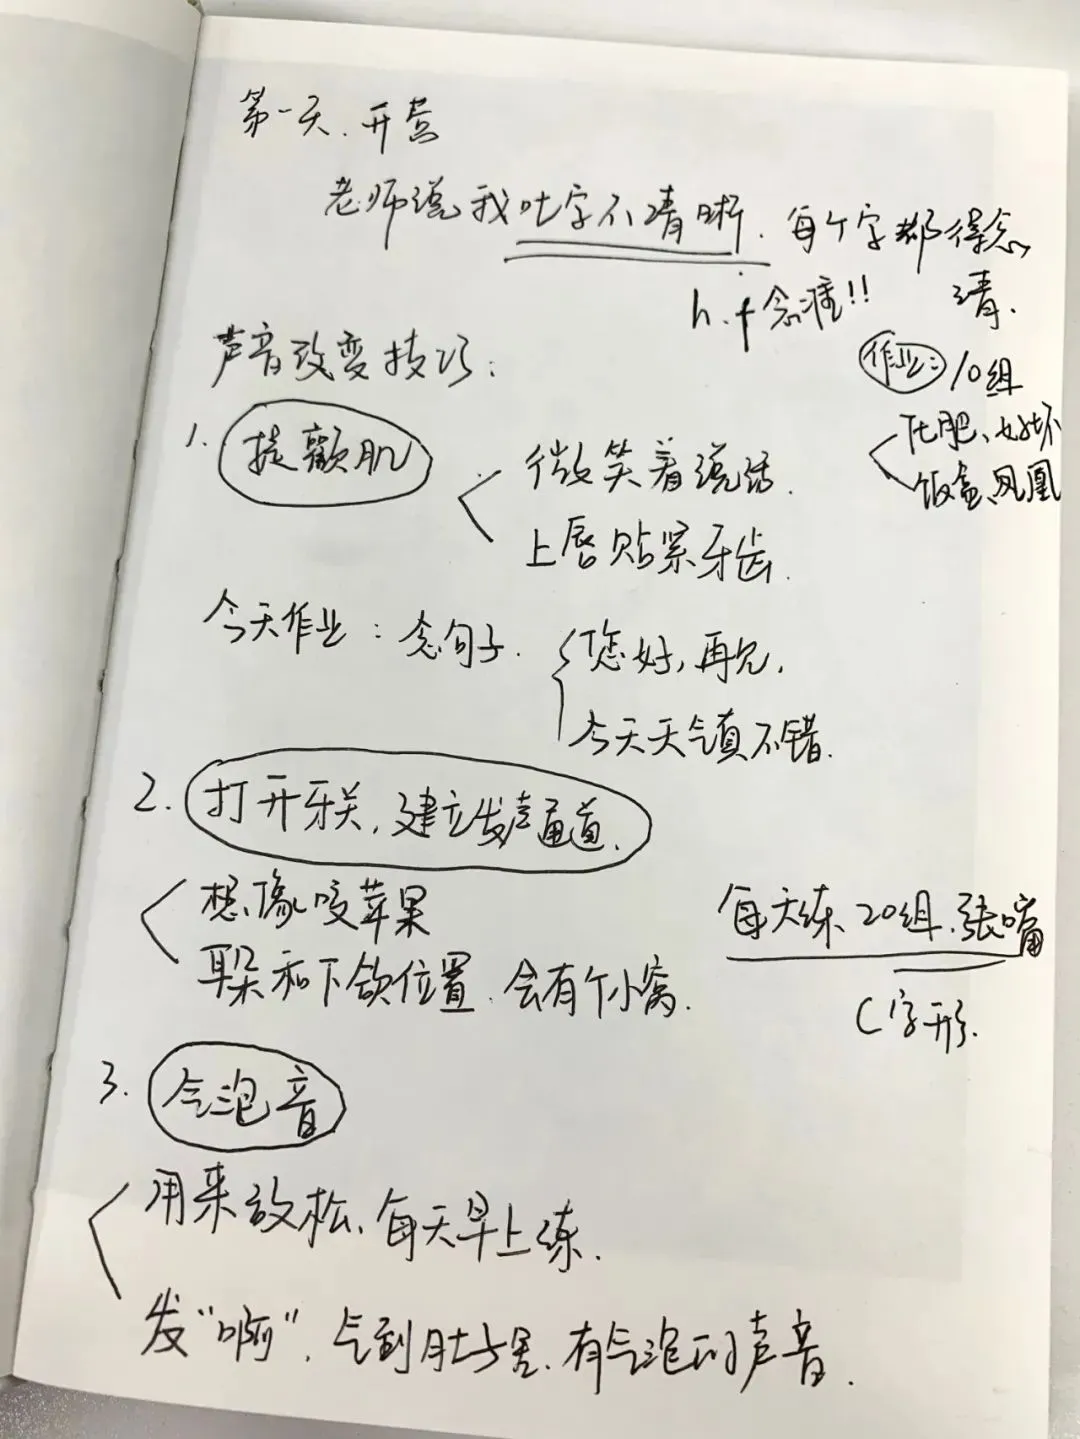 第一天、开营
老师说我吐字不清晰、每个字都得念
清.
h.f念准!!
声音改变技巧:
作业: 10组
化肥、好坏
饭盒、凤凰
1. 提颧肌
微笑着说话.
上唇贴紧牙齿.
今天作业: 念句子.
您好,再见,
今天天气真不错.
2. 打开牙关,建立发声通道.
想像咬苹果
耳朵和下颌位置、会有个小窝.
每天练20组、张嘴
C字形.
3. 气泡音
用来放松、每天早上练.
发"啊"、气到肚子里、有气泡的声音.